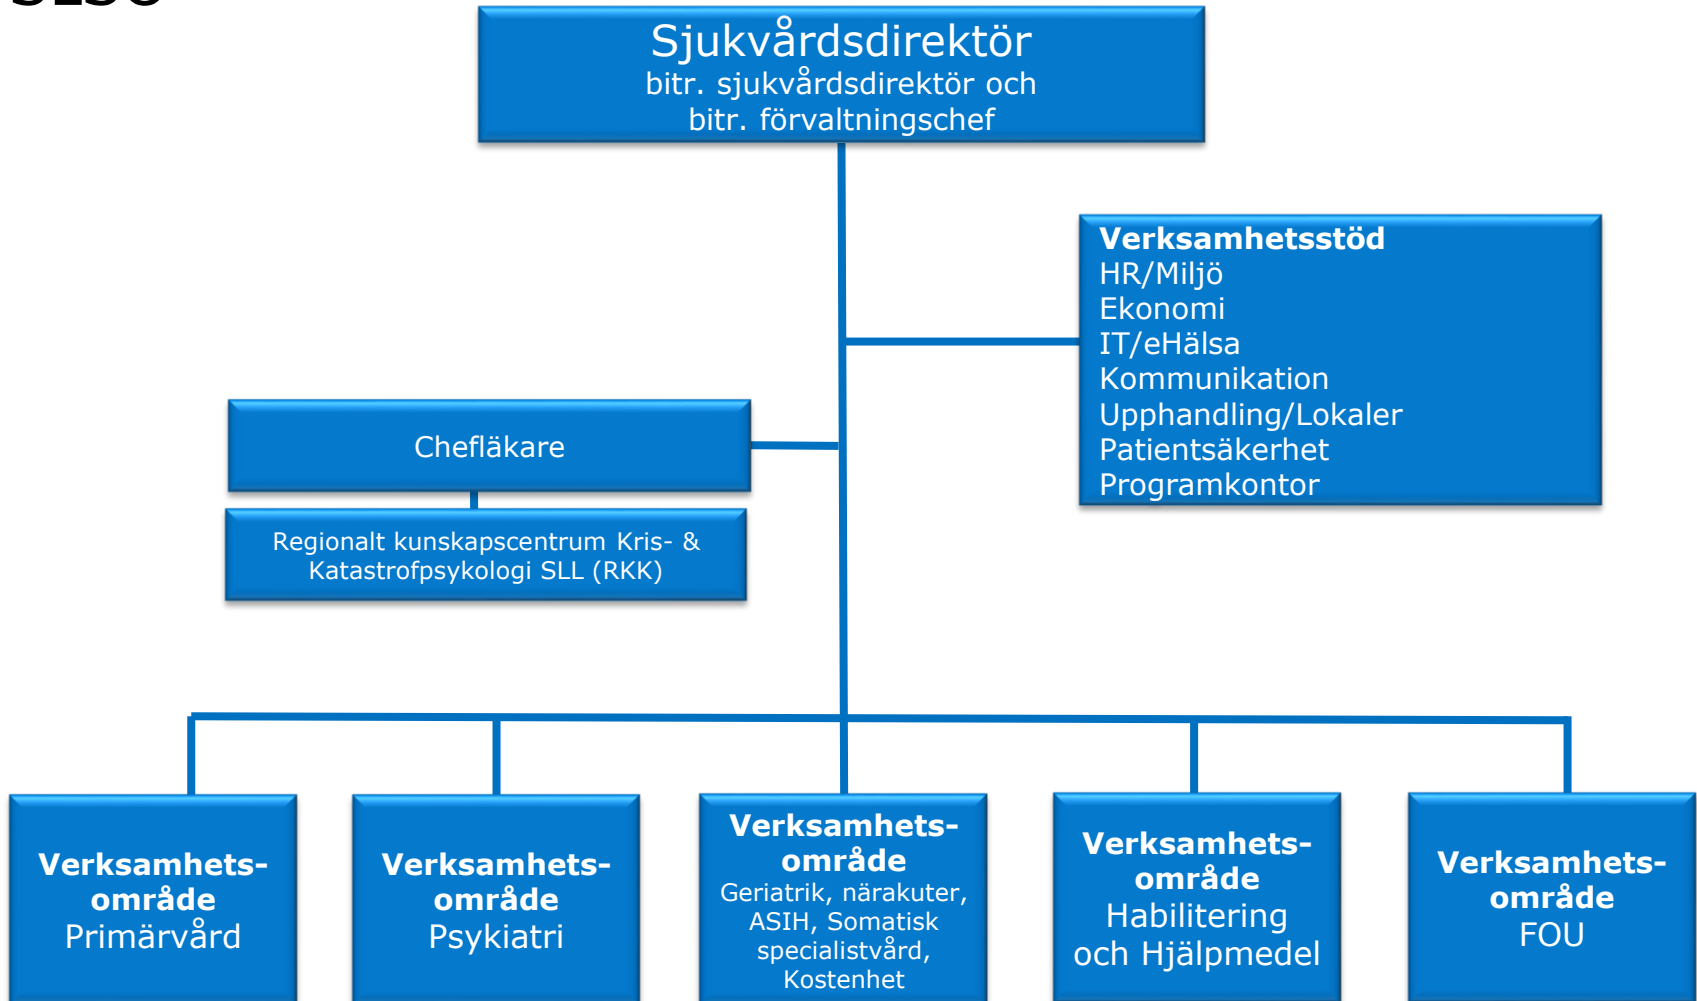 Sjukvårdsdirektör
bitr. sjukvårdsdirektör och
bitr. förvaltningschef
Verksamhetsstöd
HR/Miljö
Ekonomi
IT/eHälsa
Kommunikation
Upphandling/Lokaler
Patientsäkerhet
Programkontor
Chefläkare
Regionalt kunskapscentrum Kris- &
Katastrofpsykologi SLL (RKK)
Verksamhets-
område
Primärvård
Verksamhets-
område
Psykiatri
Verksamhets-
område
Geriatrik, närakuter,
ASIH, Somatisk
specialistvård,
Kostenhet
Verksamhets-
område
Habilitering
och Hjälpmedel
Verksamhets-
område
FOU